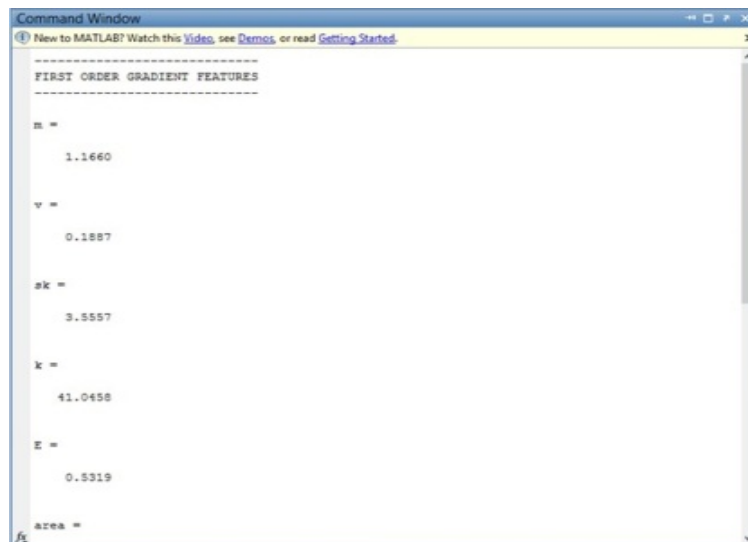 Command Window
New to MATLAB? Watch this Video, see Demos, or read Getting Started.
-----------------------------
FIRST ORDER GRADIENT FEATURES
-----------------------------
m =
1.1660
v =
0.1887
sk =
3.5557
k =
41.0458
E =
0.5319
area =
fx